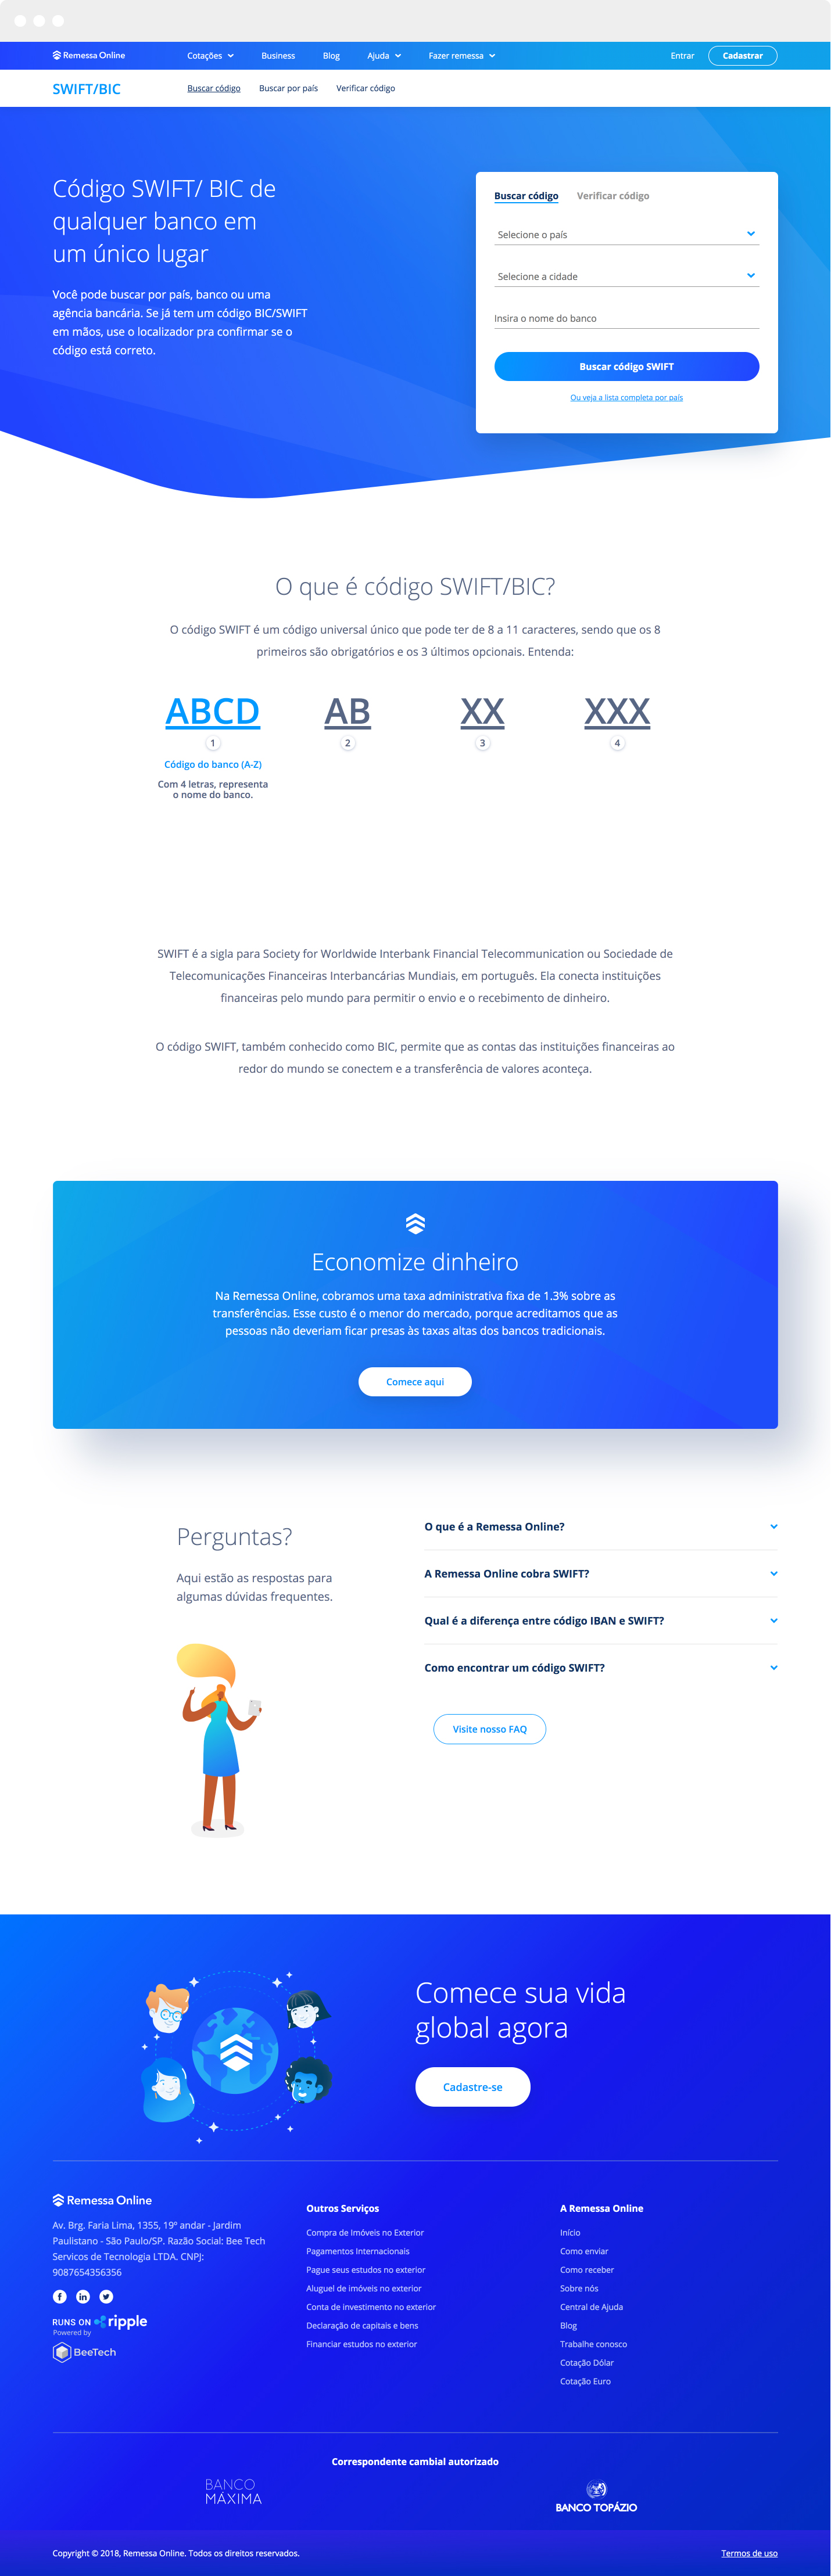 Remessa Online
Cotações
Business
Blog
Ajuda
Fazer remessa
Entrar
Cadastrar
SWIFT/BIC
Buscar código
Buscar por país
Verificar código
Código SWIFT/ BIC de
qualquer banco em
um único lugar
Você pode buscar por país, banco ou uma
agência bancária. Se já tem um código BIC/SWIFT
em mãos, use o localizador pra confirmar se o
código está correto.
Buscar código
Verificar código
Selecione o país
Selecione a cidade
Insira o nome do banco
Buscar código SWIFT
Ou veja a lista completa por país
O que é código SWIFT/BIC?
O código SWIFT é um código universal único que pode ter de 8 a 11 caracteres, sendo que os 8
primeiros são obrigatórios e os 3 últimos opcionais. Entenda:
ABCD
AB
XX
XXX
1
2
3
4
Código do banco (A-Z)
Com 4 letras, representa
o nome do banco.
SWIFT é a sigla para Society for Worldwide Interbank Financial Telecommunication ou Sociedade de
Telecomunicações Financeiras Interbancárias Mundiais, em português. Ela conecta instituições
financeiras pelo mundo para permitir o envio e o recebimento de dinheiro.
O código SWIFT, também conhecido como BIC, permite que as contas das instituições financeiras ao
redor do mundo se conectem e a transferência de valores aconteça.
Economize dinheiro
Na Remessa Online, cobramos uma taxa administrativa fixa de 1.3% sobre as
transferências. Esse custo é o menor do mercado, porque acreditamos que as
pessoas não deveriam ficar presas às taxas altas dos bancos tradicionais.
Comece aqui
Perguntas?
Aqui estão as respostas para
algumas dúvidas frequentes.
O que é a Remessa Online?
A Remessa Online cobra SWIFT?
Qual é a diferença entre código IBAN e SWIFT?
Como encontrar um código SWIFT?
Visite nosso FAQ
Comece sua vida
global agora
Cadastre-se
Remessa Online
Av. Brg. Faria Lima, 1355, 19º andar - Jardim
Paulistano - São Paulo/SP. Razão Social: Bee Tech
Servicos de Tecnologia LTDA. CNPJ:
9087654356356
RUNS ON ripple
Powered by
BeeTech
Outros Serviços
Compra de Imóveis no Exterior
Pagamentos Internacionais
Pague seus estudos no exterior
Aluguel de imóveis no exterior
Conta de investimento no exterior
Declaração de capitais e bens
Financiar estudos no exterior
A Remessa Online
Início
Como enviar
Como receber
Sobre nós
Central de Ajuda
Blog
Trabalhe conosco
Cotação Dólar
Cotação Euro
Correspondente cambial autorizado
BANCO
MÁXIMA
BANCO TOPÁZIO
Copyright © 2018, Remessa Online. Todos os direitos reservados.
Termos de uso